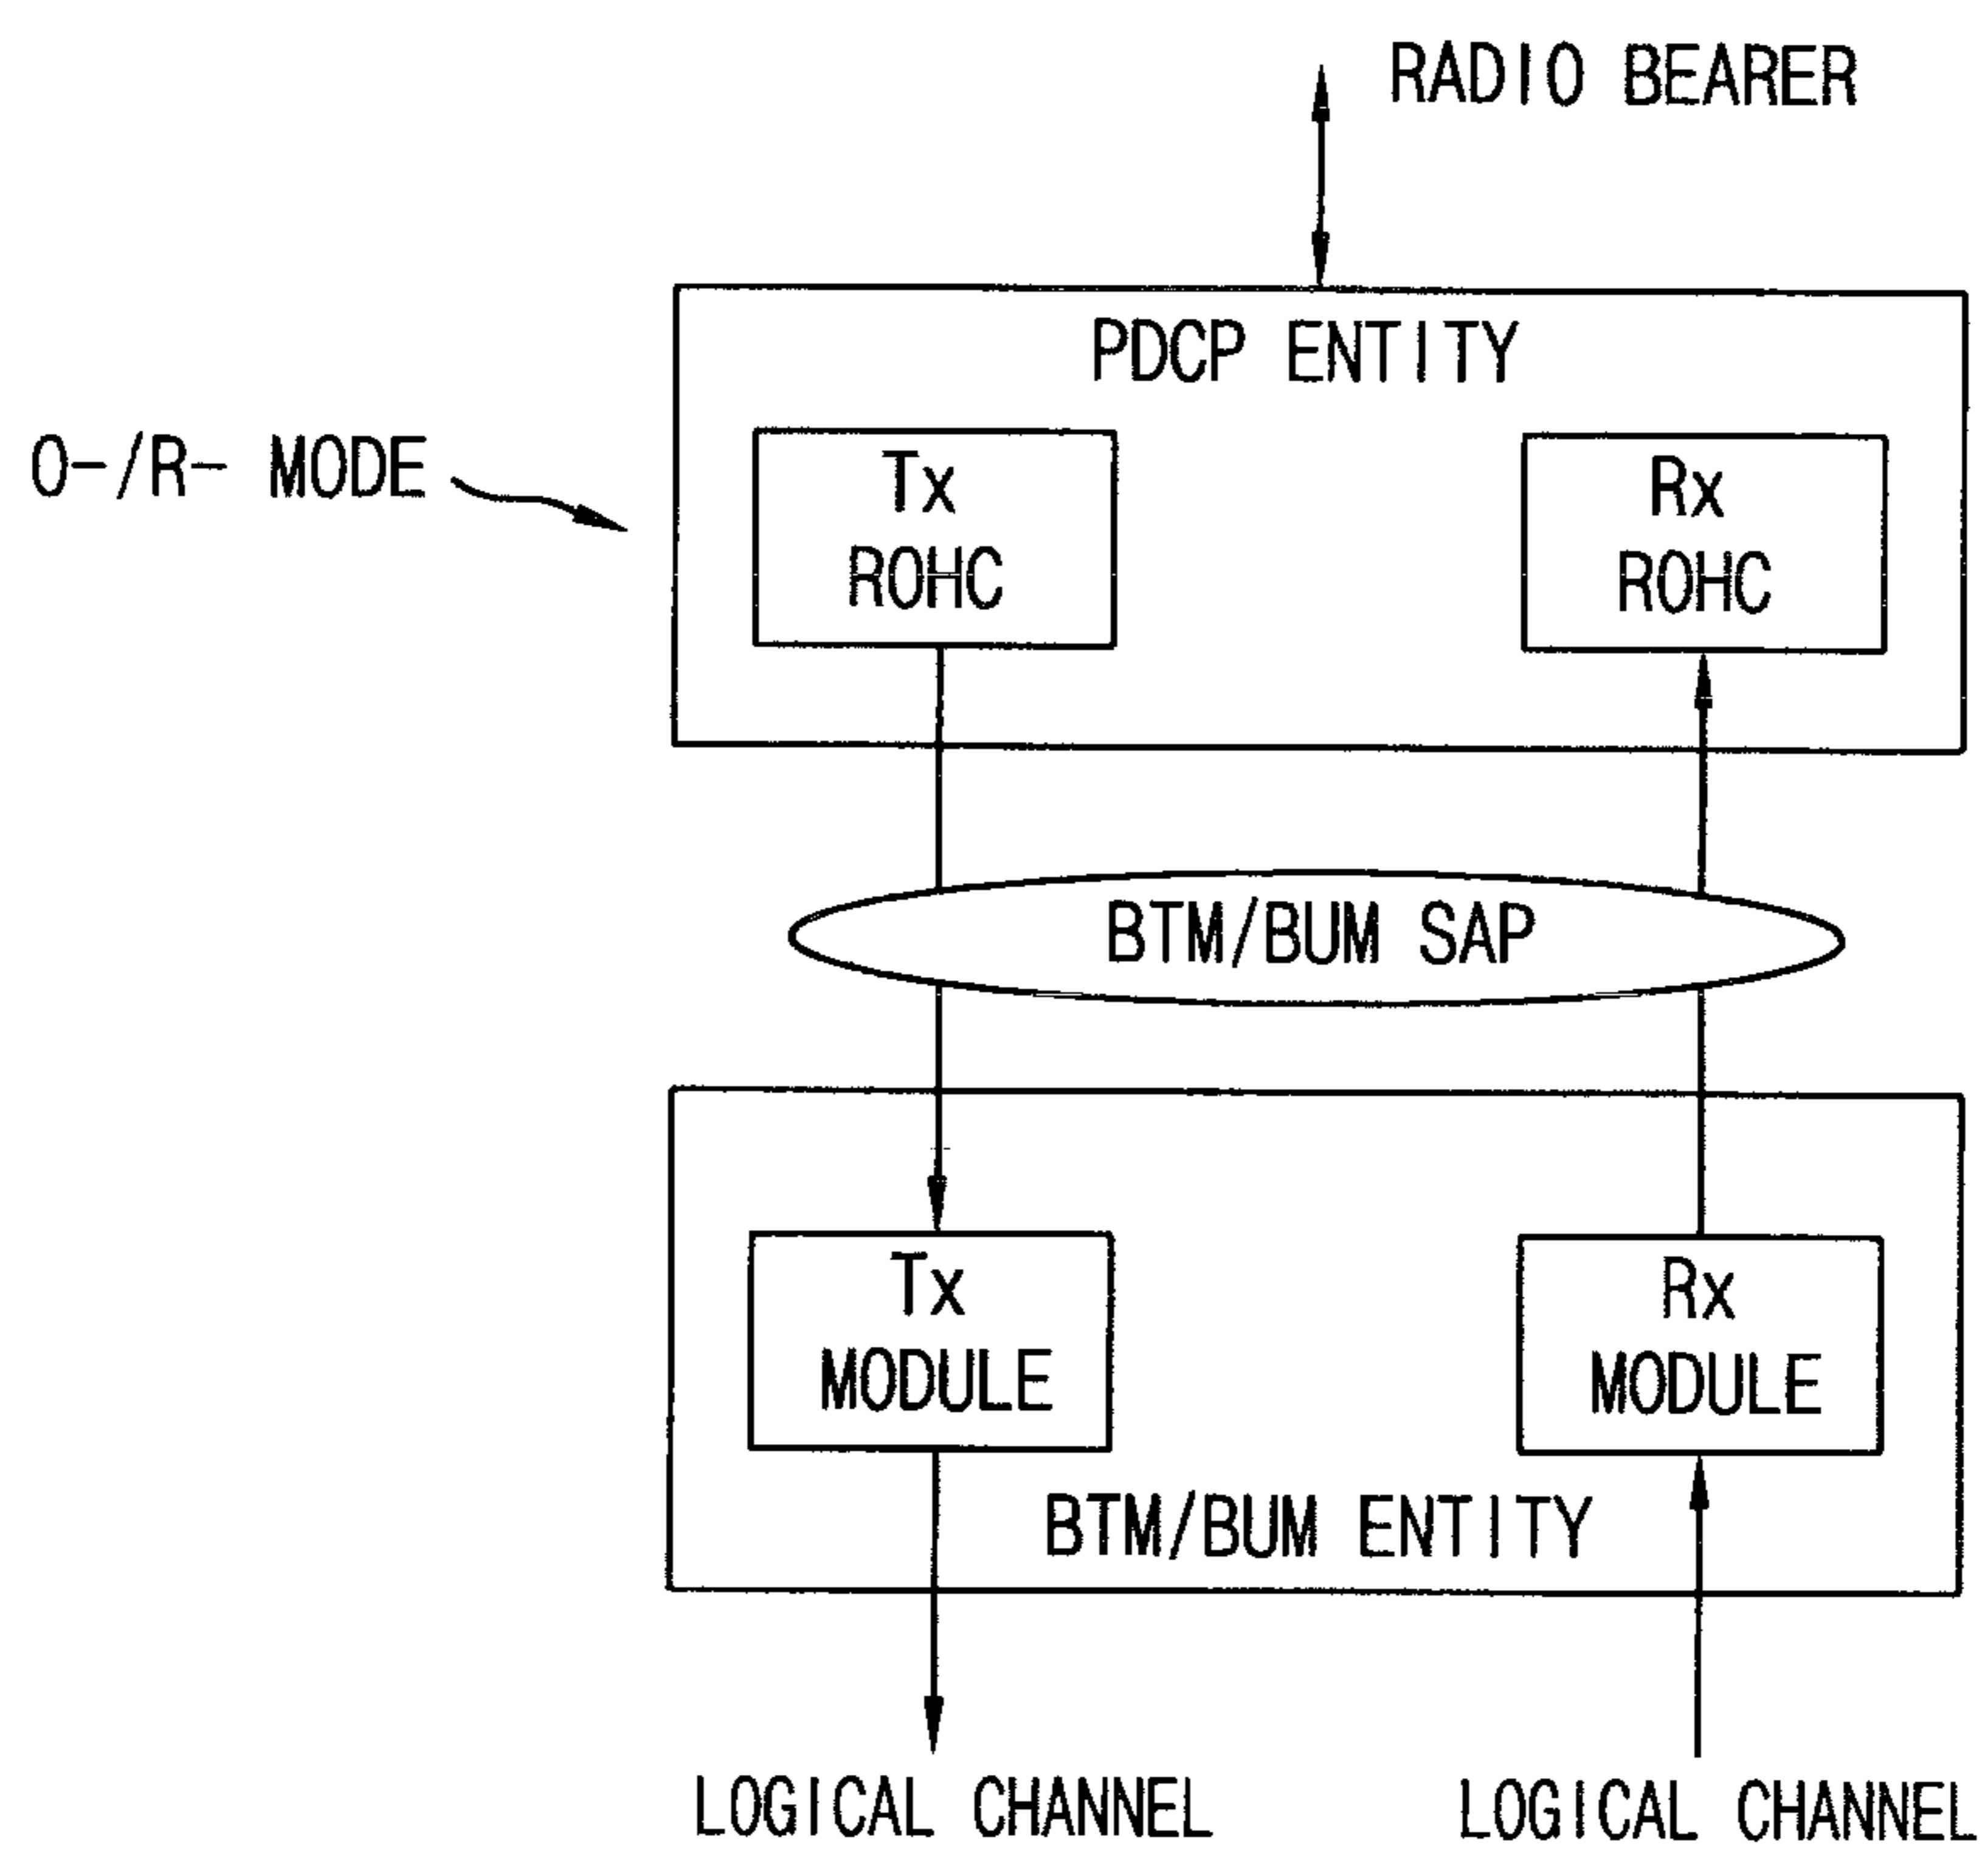 RADIO BEARER
PDCP ENTITY
O-/R- MODE
Tx
ROHC
Rx
ROHC
BTM/BUM SAP
Tx
MODULE
Rx
MODULE
BTM/BUM ENTITY
LOGICAL CHANNEL
LOGICAL CHANNEL